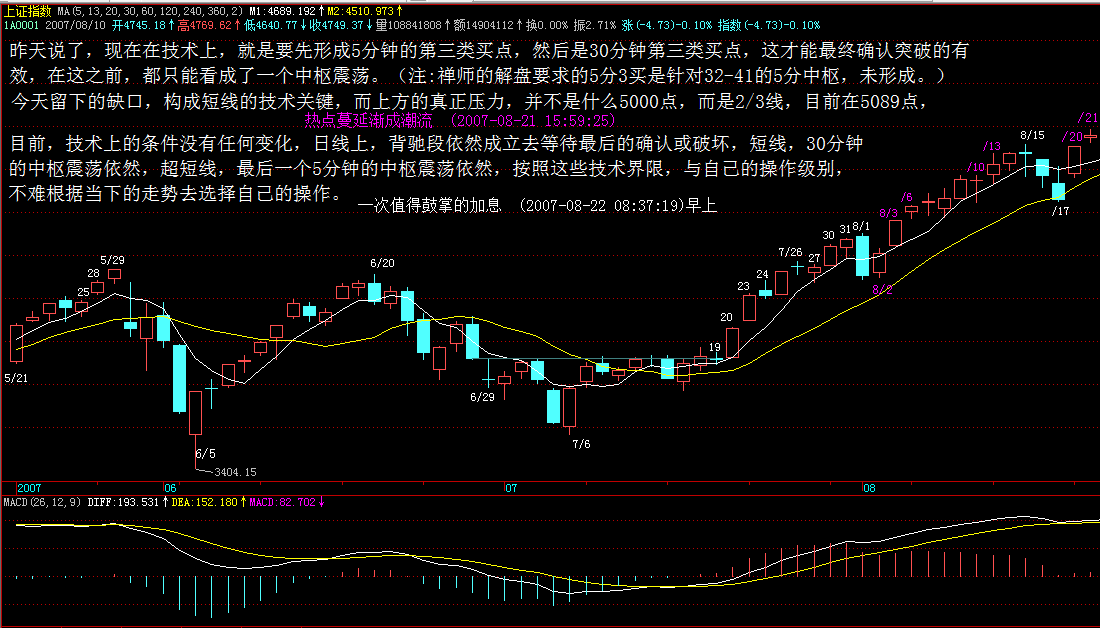 上证指数 MA(5,13,20,30,60,120,240,360,2) M1:4689.192↑M2:4510.973↑
1A0001 2007/08/10 开4745.18↑高4769.62↑低4640.77↓收4749.37↓量108841808↑额14904112↑换0.00% 振2.71% 涨(-4.73)-0.10% 指数(-4.73)-0.10%
昨天说了，现在在技术上，就是要先形成5分钟的第三类买点，然后是30分钟第三类买点，这才能最终确认突破的有
效，在这之前，都只能看成了一个中枢震荡。（注:禅师的解盘要求的5分3买是针对32-41的5分中枢，未形成。）
今天留下的缺口，构成短线的技术关键，而上方的真正压力，并不是什么5000点，而是2/3线，目前在5089点，
热点蔓延渐成潮流 (2007-08-21 15:59:25)
目前，技术上的条件没有任何变化，日线上，背驰段依然成立去等待最后的确认或破坏，短线，30分钟
的中枢震荡依然，超短线，最后一个5分钟的中枢震荡依然，按照这些技术界限，与自己的操作级别，
不难根据当下的走势去选择自己的操作。
一次值得鼓掌的加息 (2007-08-22 08:37:19)早上
/21
/20
8/15
/13
/10
/17
/8
8/3
8/2
30 31 8/1
7/26
27
24
23
20
19
5/29
28
25
6/20
5/21
6/29
7/6
6/5
3404.15
2007 06 07 08
MACD(26,12,9) DIFF:193.531↑DEA:152.180↑MACD:82.702↓